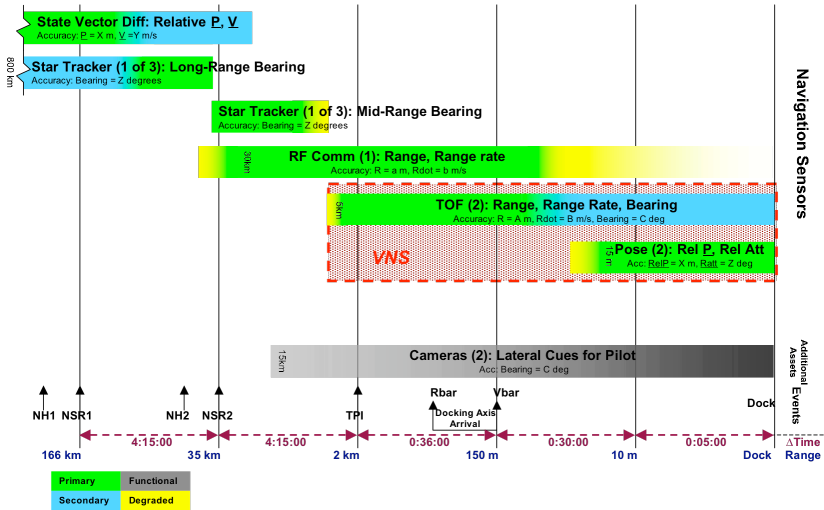 State Vector Diff: Relative P, V
Accuracy: P = X m, V =Y m/s
800 km
Star Tracker (1 of 3): Long-Range Bearing
Accuracy: Bearing = Z degrees
Star Tracker (1 of 3): Mid-Range Bearing
Accuracy: Bearing = Z degrees
30km
RF Comm (1): Range, Range rate
Accuracy: R = a m, Rdot = b m/s
5km
TOF (2): Range, Range Rate, Bearing
Accuracy: R = A m, Rdot = B m/s, Bearing = C deg
VNS
15 m
Pose (2): Rel P, Rel Att
Acc: RelP = X m, Ratt = Z deg
Navigation Sensors
15km
Cameras (2): Lateral Cues for Pilot
Acc: Bearing = C deg
Additional
Assets
Events
NH1
NSR1
NH2
NSR2
TPI
Rbar
Vbar
Docking Axis
Arrival
Dock
4:15:00
4:15:00
0:36:00
0:30:00
0:05:00
ΔTime
166 km
35 km
2 km
150 m
10 m
Dock
Range
Primary
Functional
Secondary
Degraded